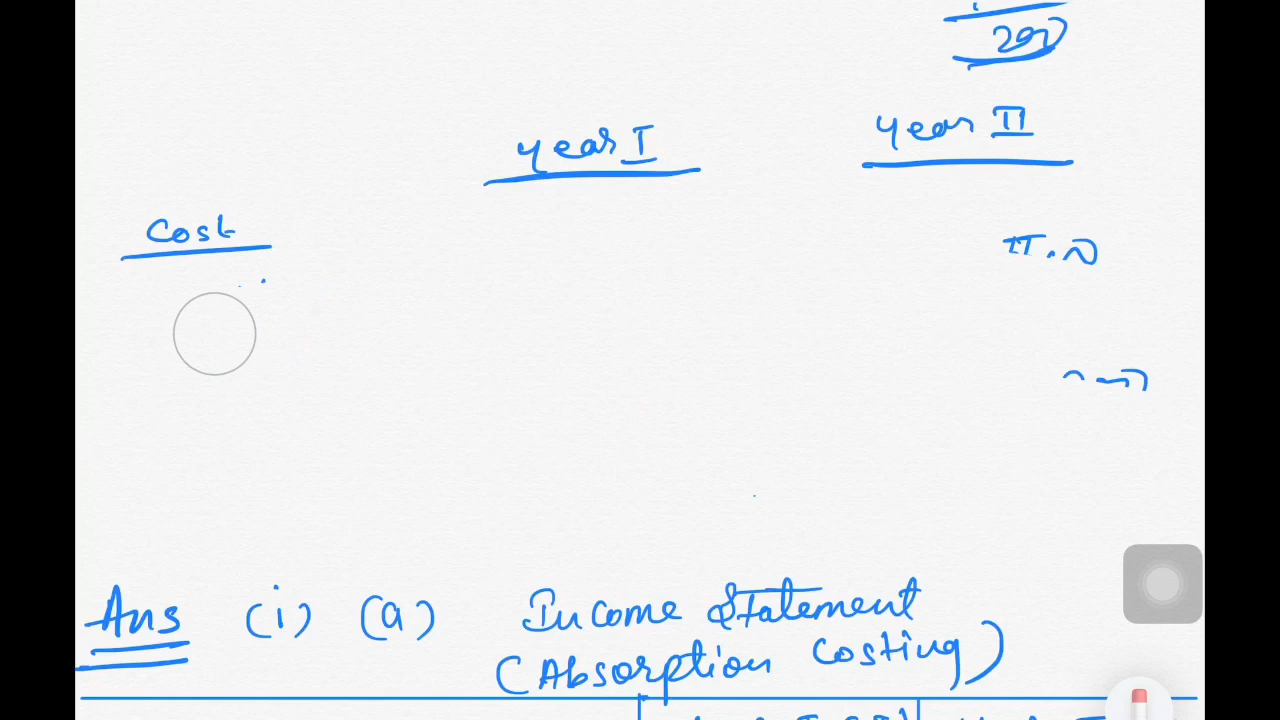 year I
year II
Cost
Ans (i) (a) Income Statement
(Absorption Costing)